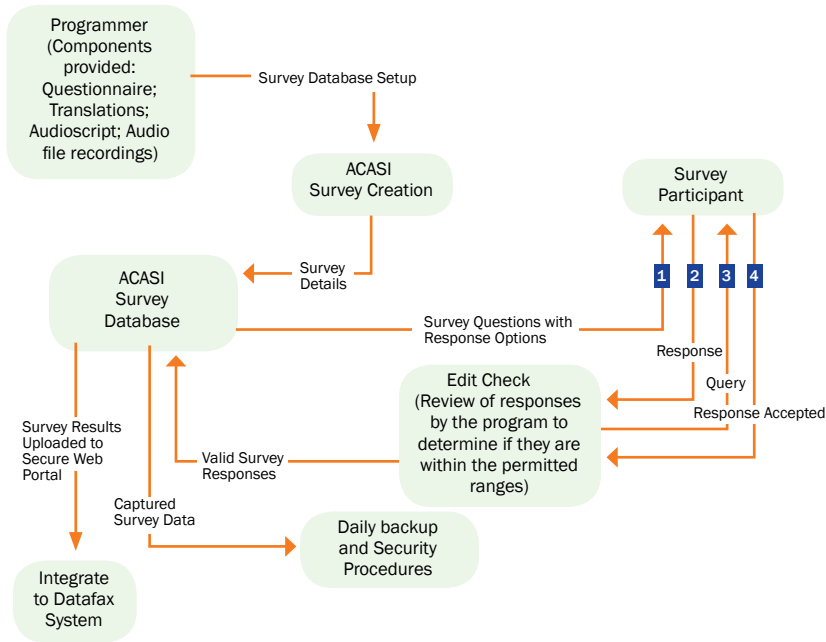 Programmer
(Components
provided:
Questionnaire;
Translations;
Audioscript; Audio
file recordings)
Survey Database Setup
ACASI
Survey Creation
Survey
Participant
Survey
Details
1
2
3
4
ACASI
Survey
Database
Survey Questions with
Response Options
Response
Query
Response Accepted
Edit Check
(Review of responses
by the program to
determine if they are
within the permitted
ranges)
Survey Results
Uploaded to
Secure Web
Portal
Valid Survey
Responses
Captured
Survey Data
Daily backup
and Security
Procedures
Integrate
to Datafax
System